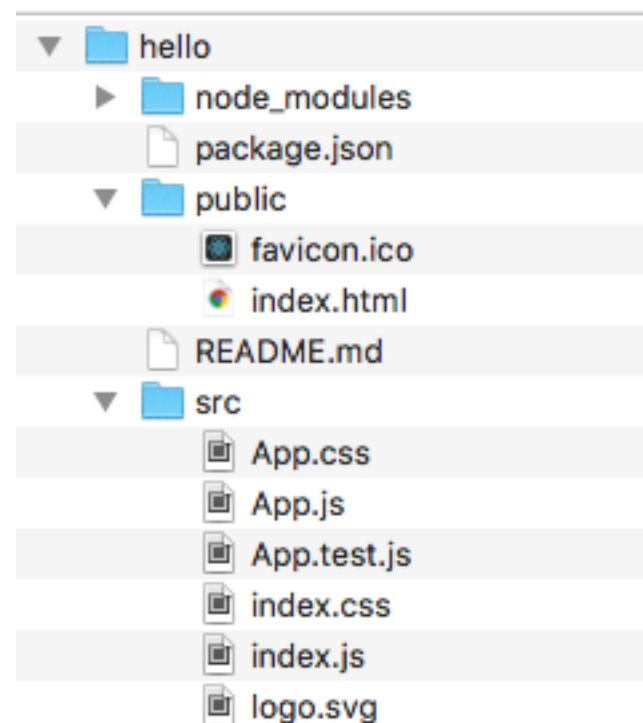 hello
node_modules
package.json
public
favicon.ico
index.html
README.md
src
App.css
App.js
App.test.js
index.css
index.js
logo.svg